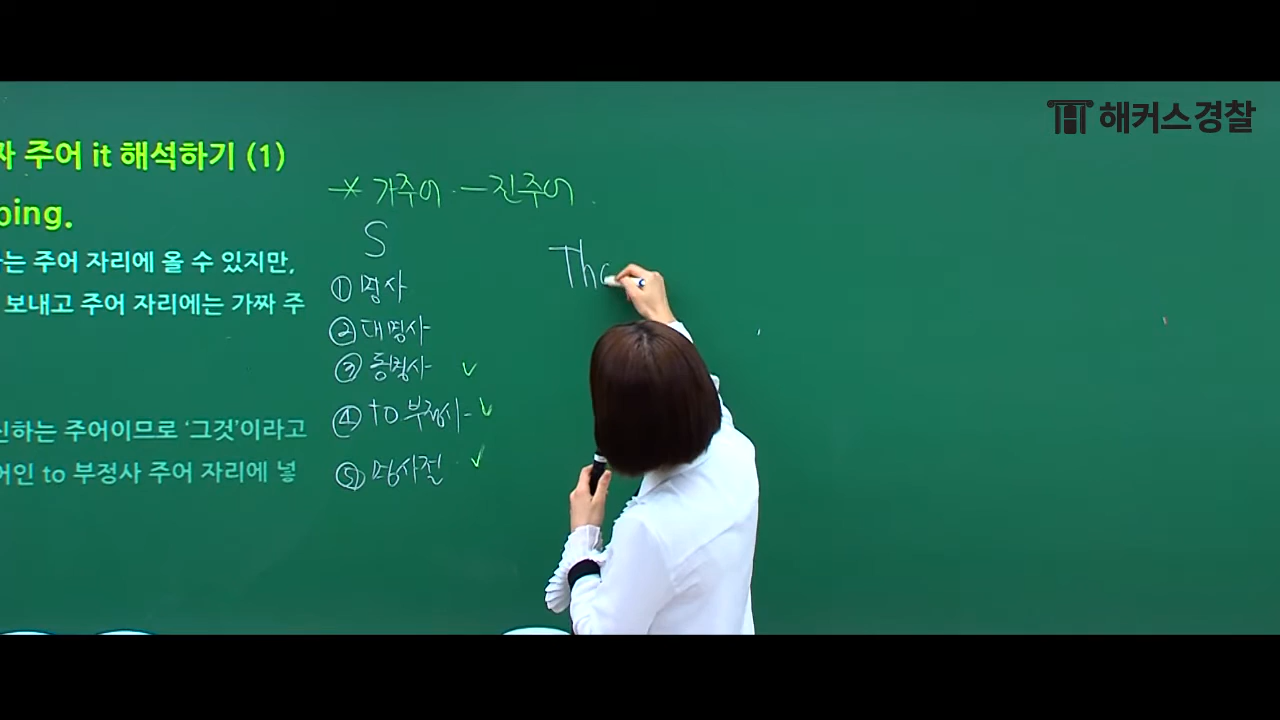 해커스경찰
짜 주어 it 해석하기 (1)
ping.
는 주어 자리에 올 수 있지만,
보내고 주어 자리에는 가짜 주
신하는 주어이므로 '그것'이라고
어인 to 부정사 주어 자리에 넣
* 가주어 - 진주어
S
① 명사
② 대명사
③ 동명사 ✓
④ to 부정사 ✓
⑤ 명사절 ✓
Tha